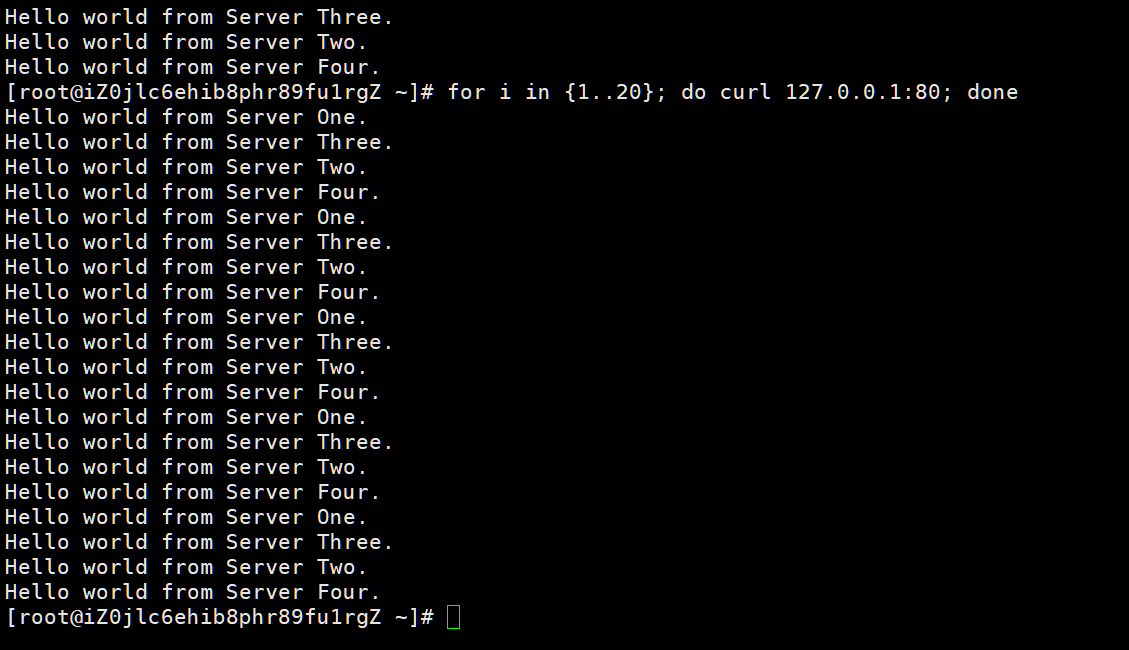 Hello world from Server Three.
Hello world from Server Two.
Hello world from Server Four.
[root@iZ0jlc6ehib8phr89fu1rgZ ~]# for i in {1..20}; do curl 127.0.0.1:80; done
Hello world from Server One.
Hello world from Server Three.
Hello world from Server Two.
Hello world from Server Four.
Hello world from Server One.
Hello world from Server Three.
Hello world from Server Two.
Hello world from Server Four.
Hello world from Server One.
Hello world from Server Three.
Hello world from Server Two.
Hello world from Server Four.
Hello world from Server One.
Hello world from Server Three.
Hello world from Server Two.
Hello world from Server Four.
Hello world from Server One.
Hello world from Server Three.
Hello world from Server Two.
Hello world from Server Four.
[root@iZ0jlc6ehib8phr89fu1rgZ ~]#